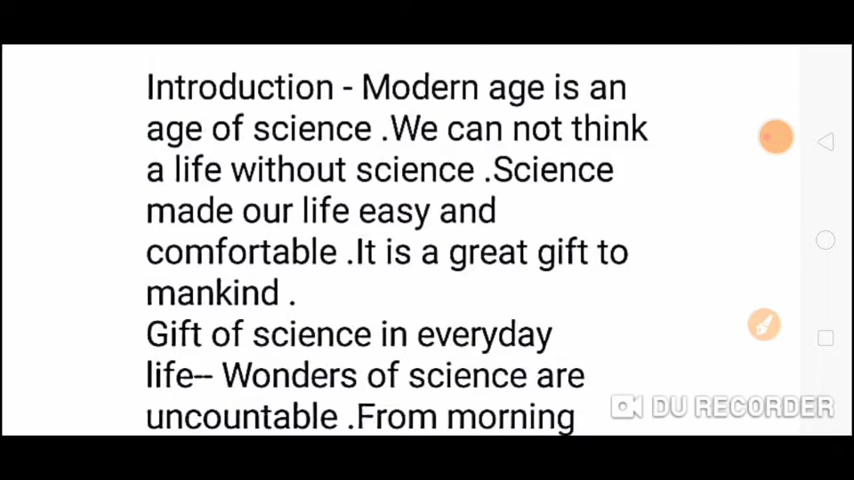 Introduction - Modern age is an
age of science .We can not think
a life without science .Science
made our life easy and
comfortable .It is a great gift to
mankind .
Gift of science in everyday
life-- Wonders of science are
uncountable .From morning
DU RECORDER